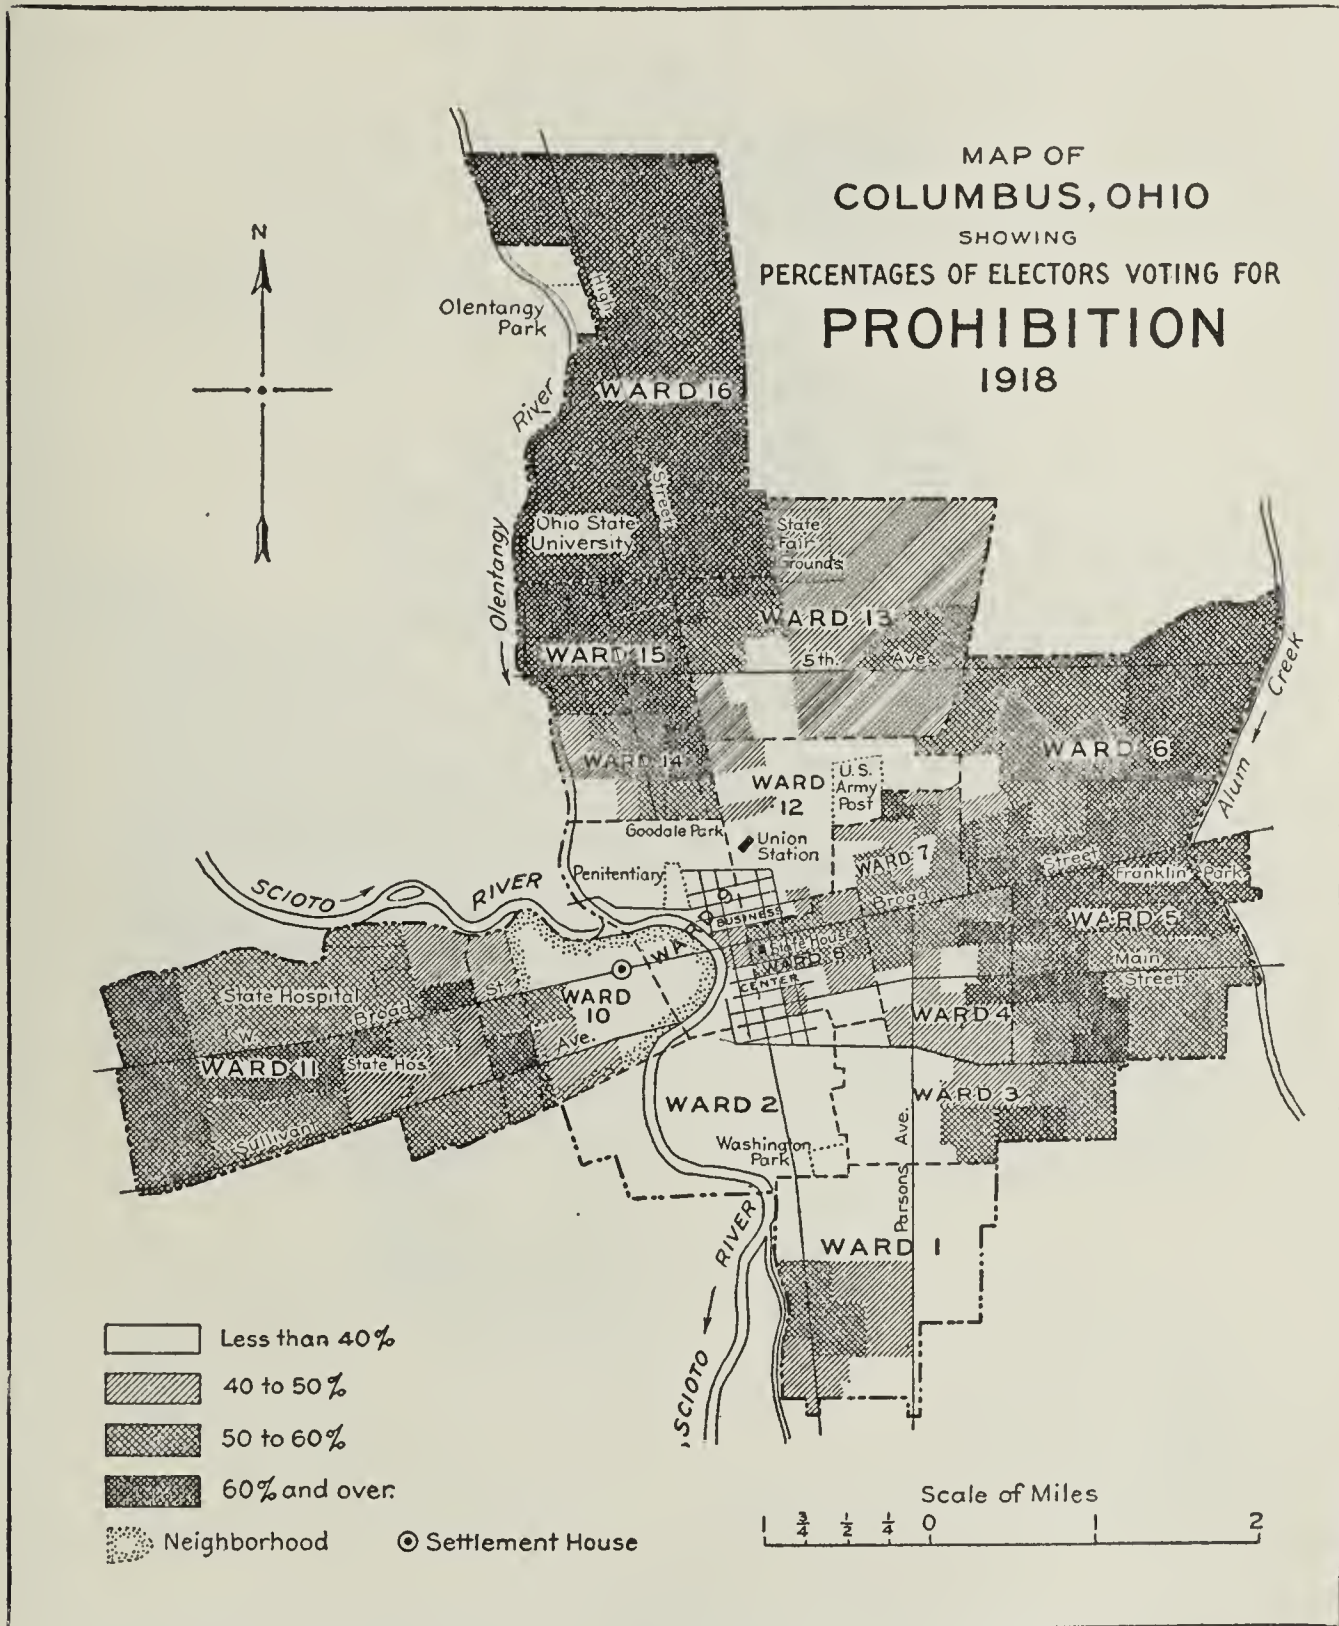 MAP OF
COLUMBUS, OHIO
SHOWING
PERCENTAGES OF ELECTORS VOTING FOR
PROHIBITION
1918
N
Olentangy
Park
High
River
WARD 16
Street
Ohio State
University
State
Fair
Grounds
Olentangy
WARD 13
WARD 15
5th.
Ave.
Creek
WARD 14
WARD 6
WARD
12
U.S.
Army
Post
Alum
Goodale Park
Union
Station
WARD 7
Street
Franklin Park
Penitentiary
SCIOTO
RIVER
WARD 9
BUSINESS
Broad
WARD 5
State House
WARD 8
CENTER
Main
Street
State Hospital
W.
Broad
St.
WARD
10
Ave.
WARD 4
WARD 11
State Hos.
WARD 2
WARD 3
Sullivan
Washington
Park
Parsons Ave.
RIVER
WARD 1
SCIOTO
Less than 40%
40 to 50%
50 to 60%
60% and over.
Neighborhood
Settlement House
Scale of Miles
1 3/4 1/2 1/4 0 1 2